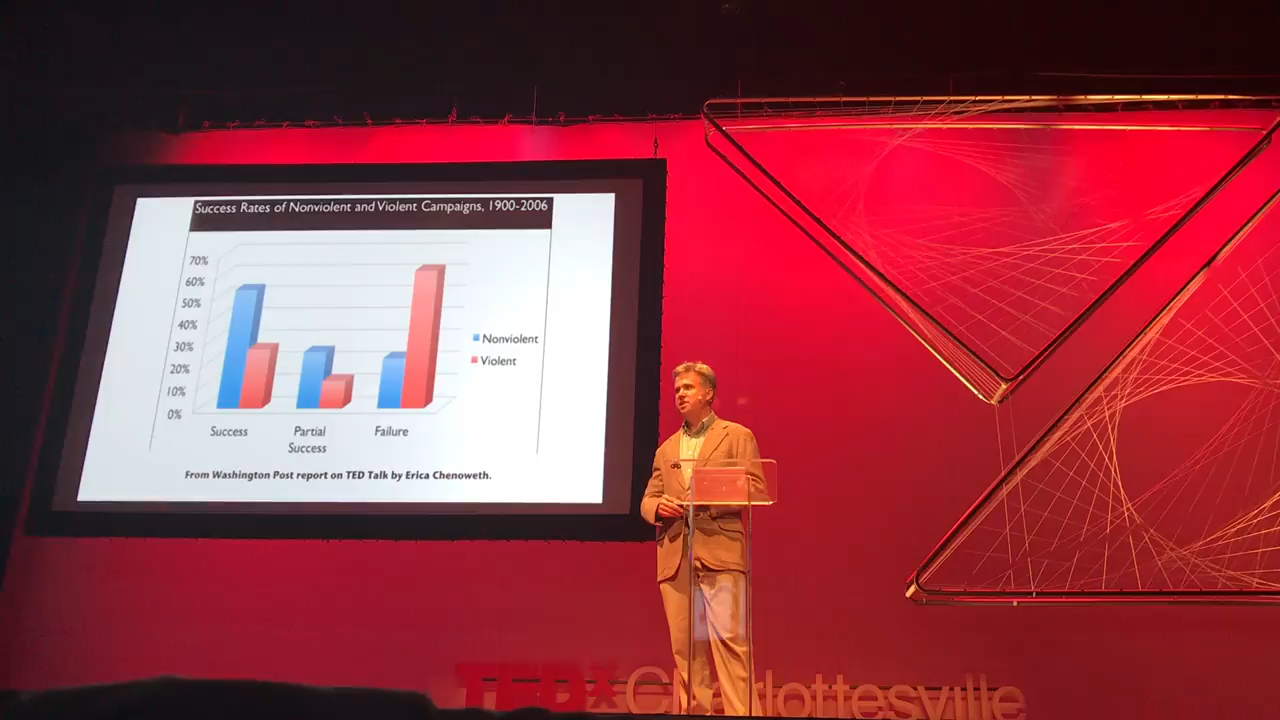 Success Rates of Nonviolent and Violent Campaigns, 1900-2006
70%
60%
50%
40%
30%
20%
10%
0%
Nonviolent
Violent
Success
Partial
Success
Failure
From Washington Post report on TED Talk by Erica Chenoweth.
TEDxCharlottesville